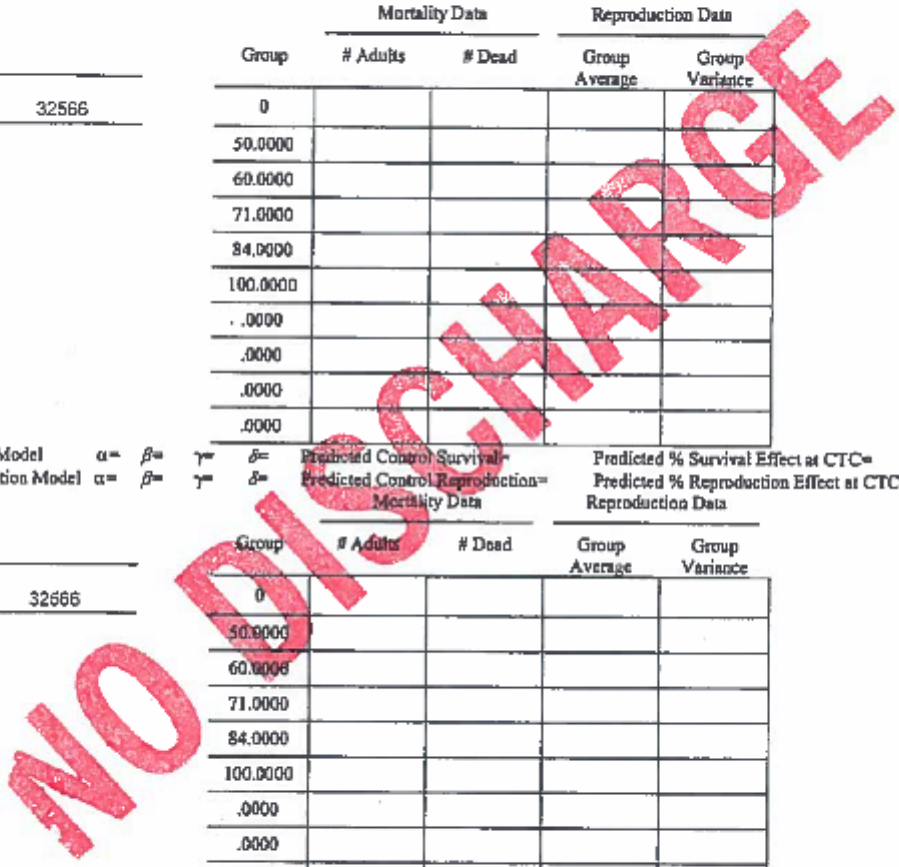 Mortality Data Reproduction Data
Group # Adults # Dead Group Average Group Variance
32566
0
50.0000
60.0000
71.0000
84.0000
100.0000
.0000
.0000
.0000
.0000
Model α= β= γ= δ= Predicted Control Survival= Predicted % Survival Effect at CTC=
tion Model α= β= γ= δ= Predicted Control Reproduction= Predicted % Reproduction Effect at CTC
Mortality Data Reproduction Data
Group # Adults # Dead Group Average Group Variance
32666
0
50.0000
60.0000
71.0000
84.0000
100.0000
.0000
.0000
NO DISCHARGE